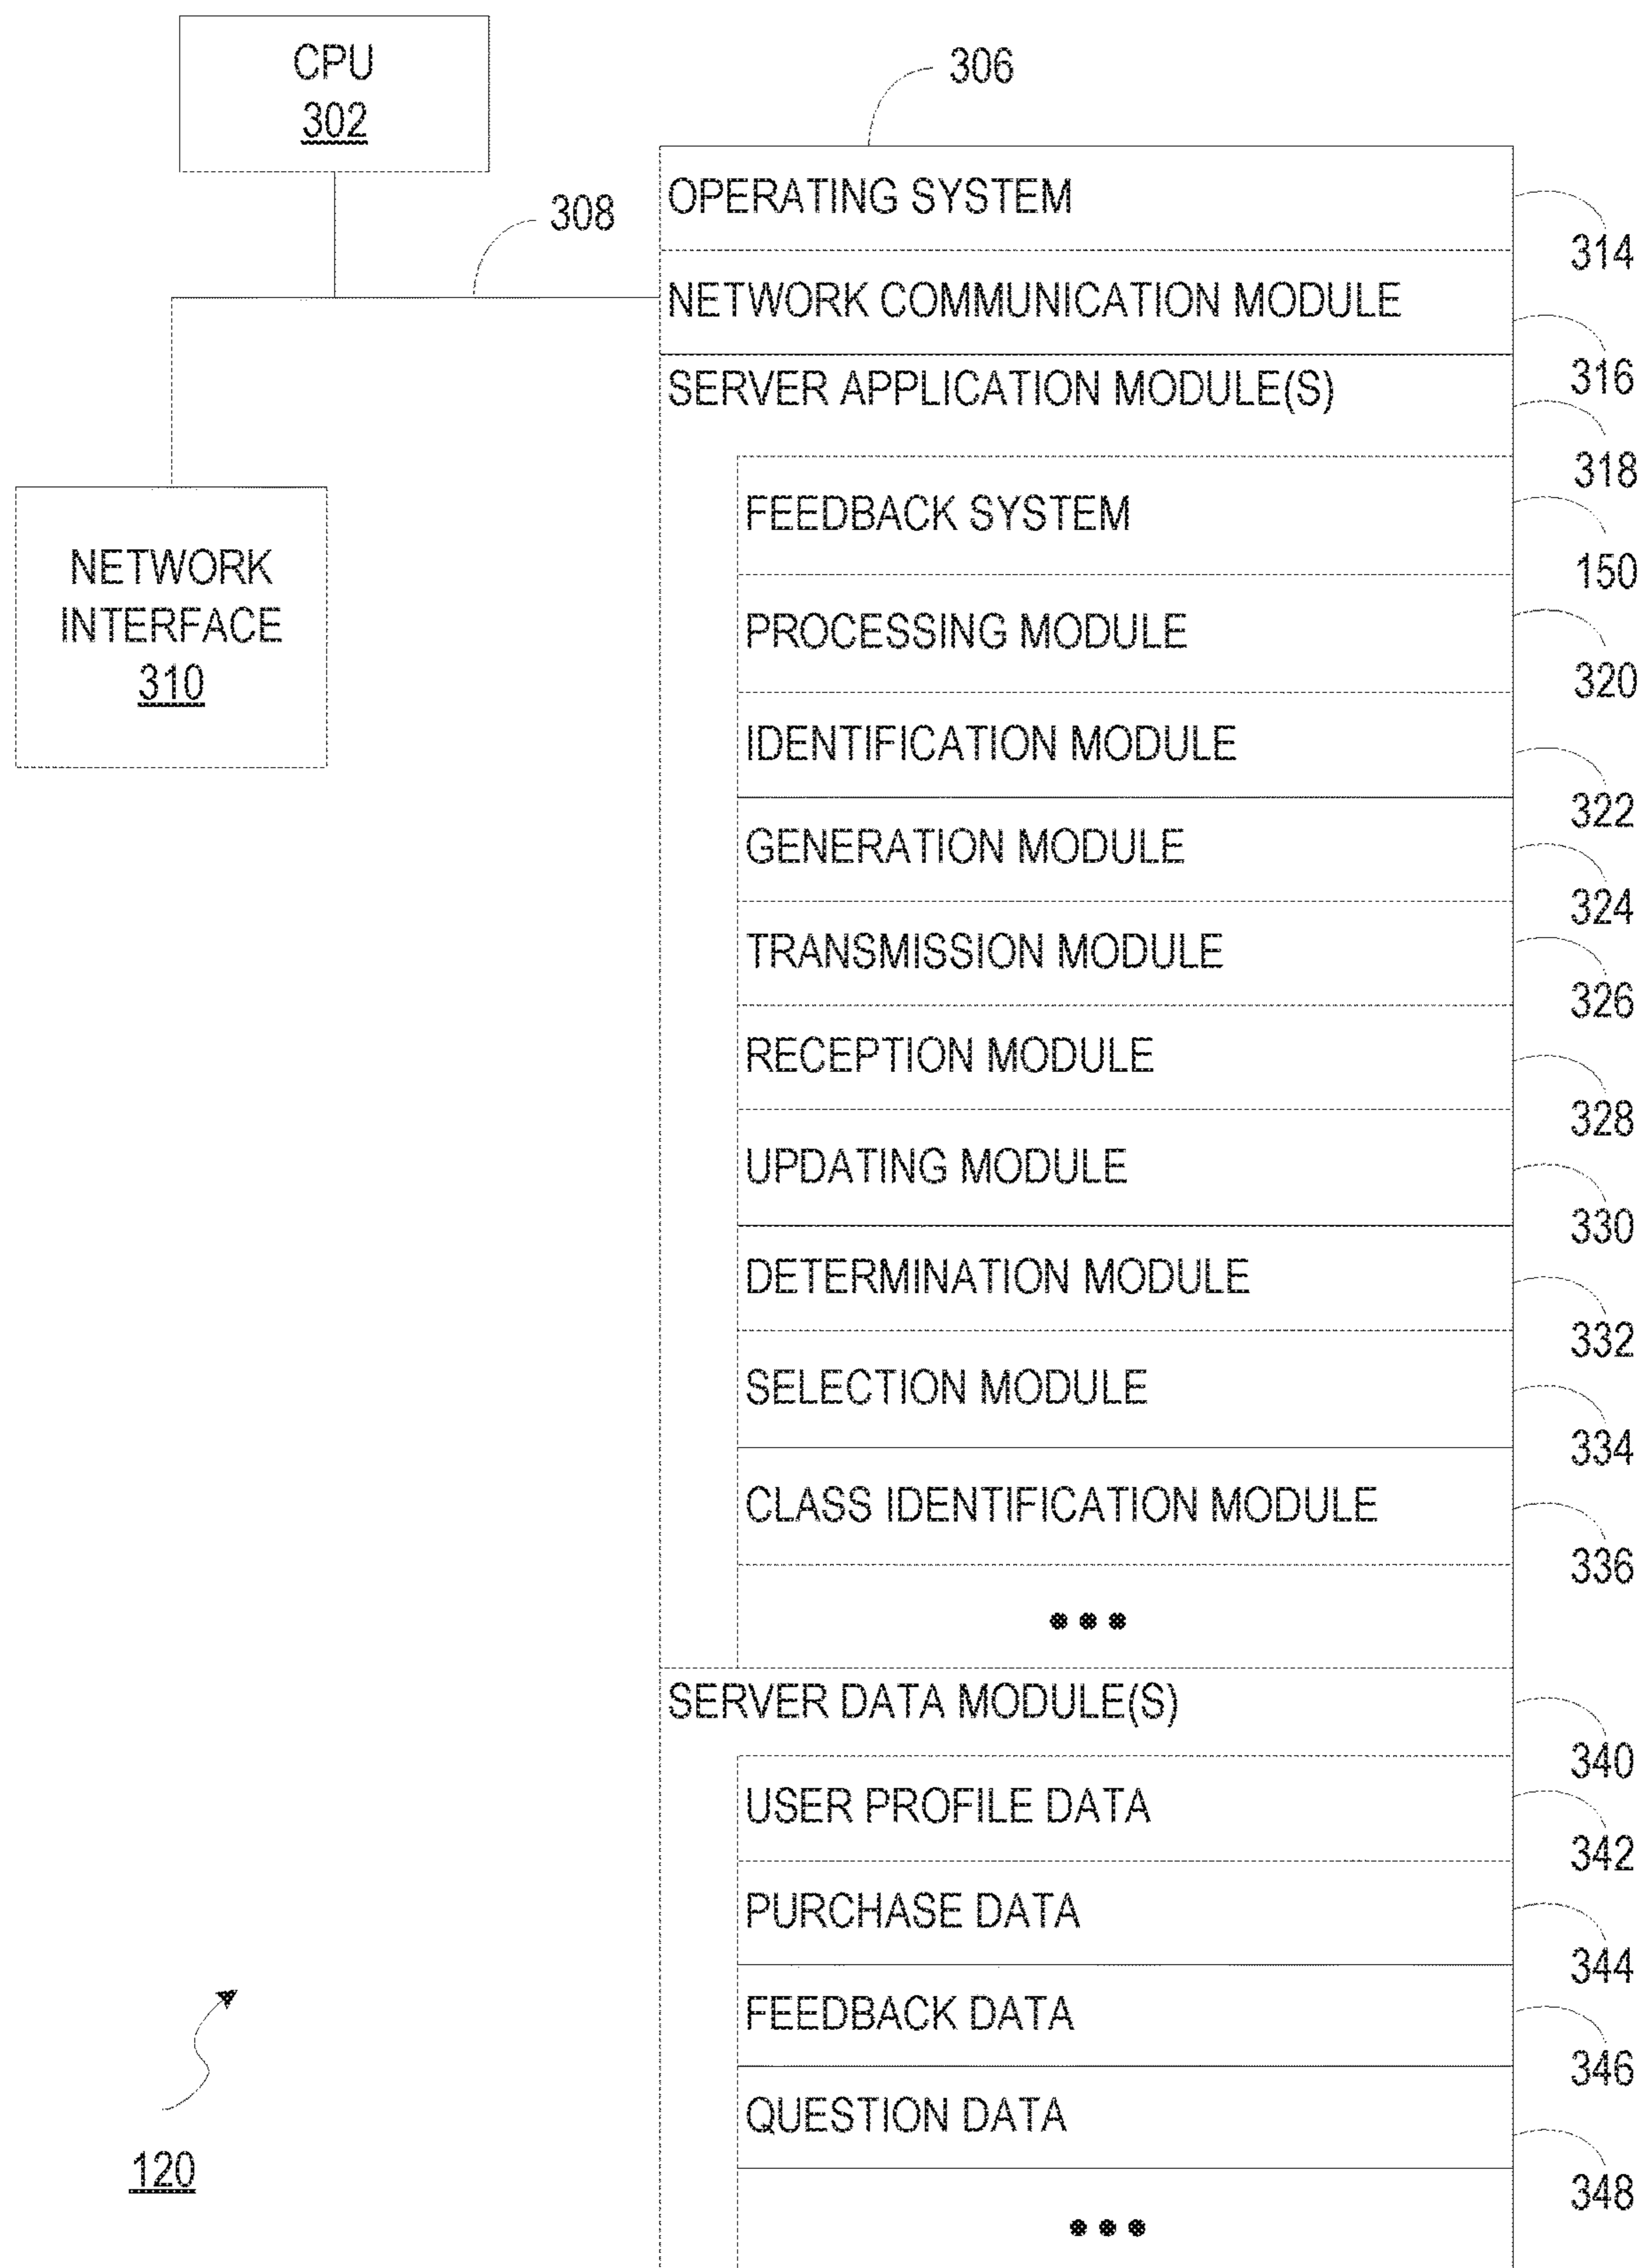 CPU
302
306
308
OPERATING SYSTEM
314
NETWORK COMMUNICATION MODULE
316
SERVER APPLICATION MODULE(S)
318
FEEDBACK SYSTEM
150
NETWORK
INTERFACE
310
PROCESSING MODULE
320
IDENTIFICATION MODULE
322
GENERATION MODULE
324
TRANSMISSION MODULE
326
RECEPTION MODULE
328
UPDATING MODULE
330
DETERMINATION MODULE
332
SELECTION MODULE
334
CLASS IDENTIFICATION MODULE
336
•••
SERVER DATA MODULE(S)
340
USER PROFILE DATA
342
PURCHASE DATA
344
FEEDBACK DATA
346
QUESTION DATA
348
•••
120